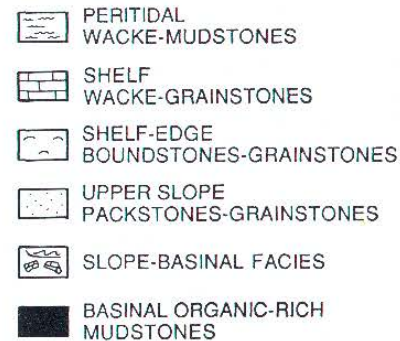 PERITIDAL
WACKE-MUDSTONES
SHELF
WACKE-GRAINSTONES
SHELF-EDGE
BOUNDSTONES-GRAINSTONES
UPPER SLOPE
PACKSTONES-GRAINSTONES
SLOPE-BASINAL FACIES
BASINAL ORGANIC-RICH
MUDSTONES